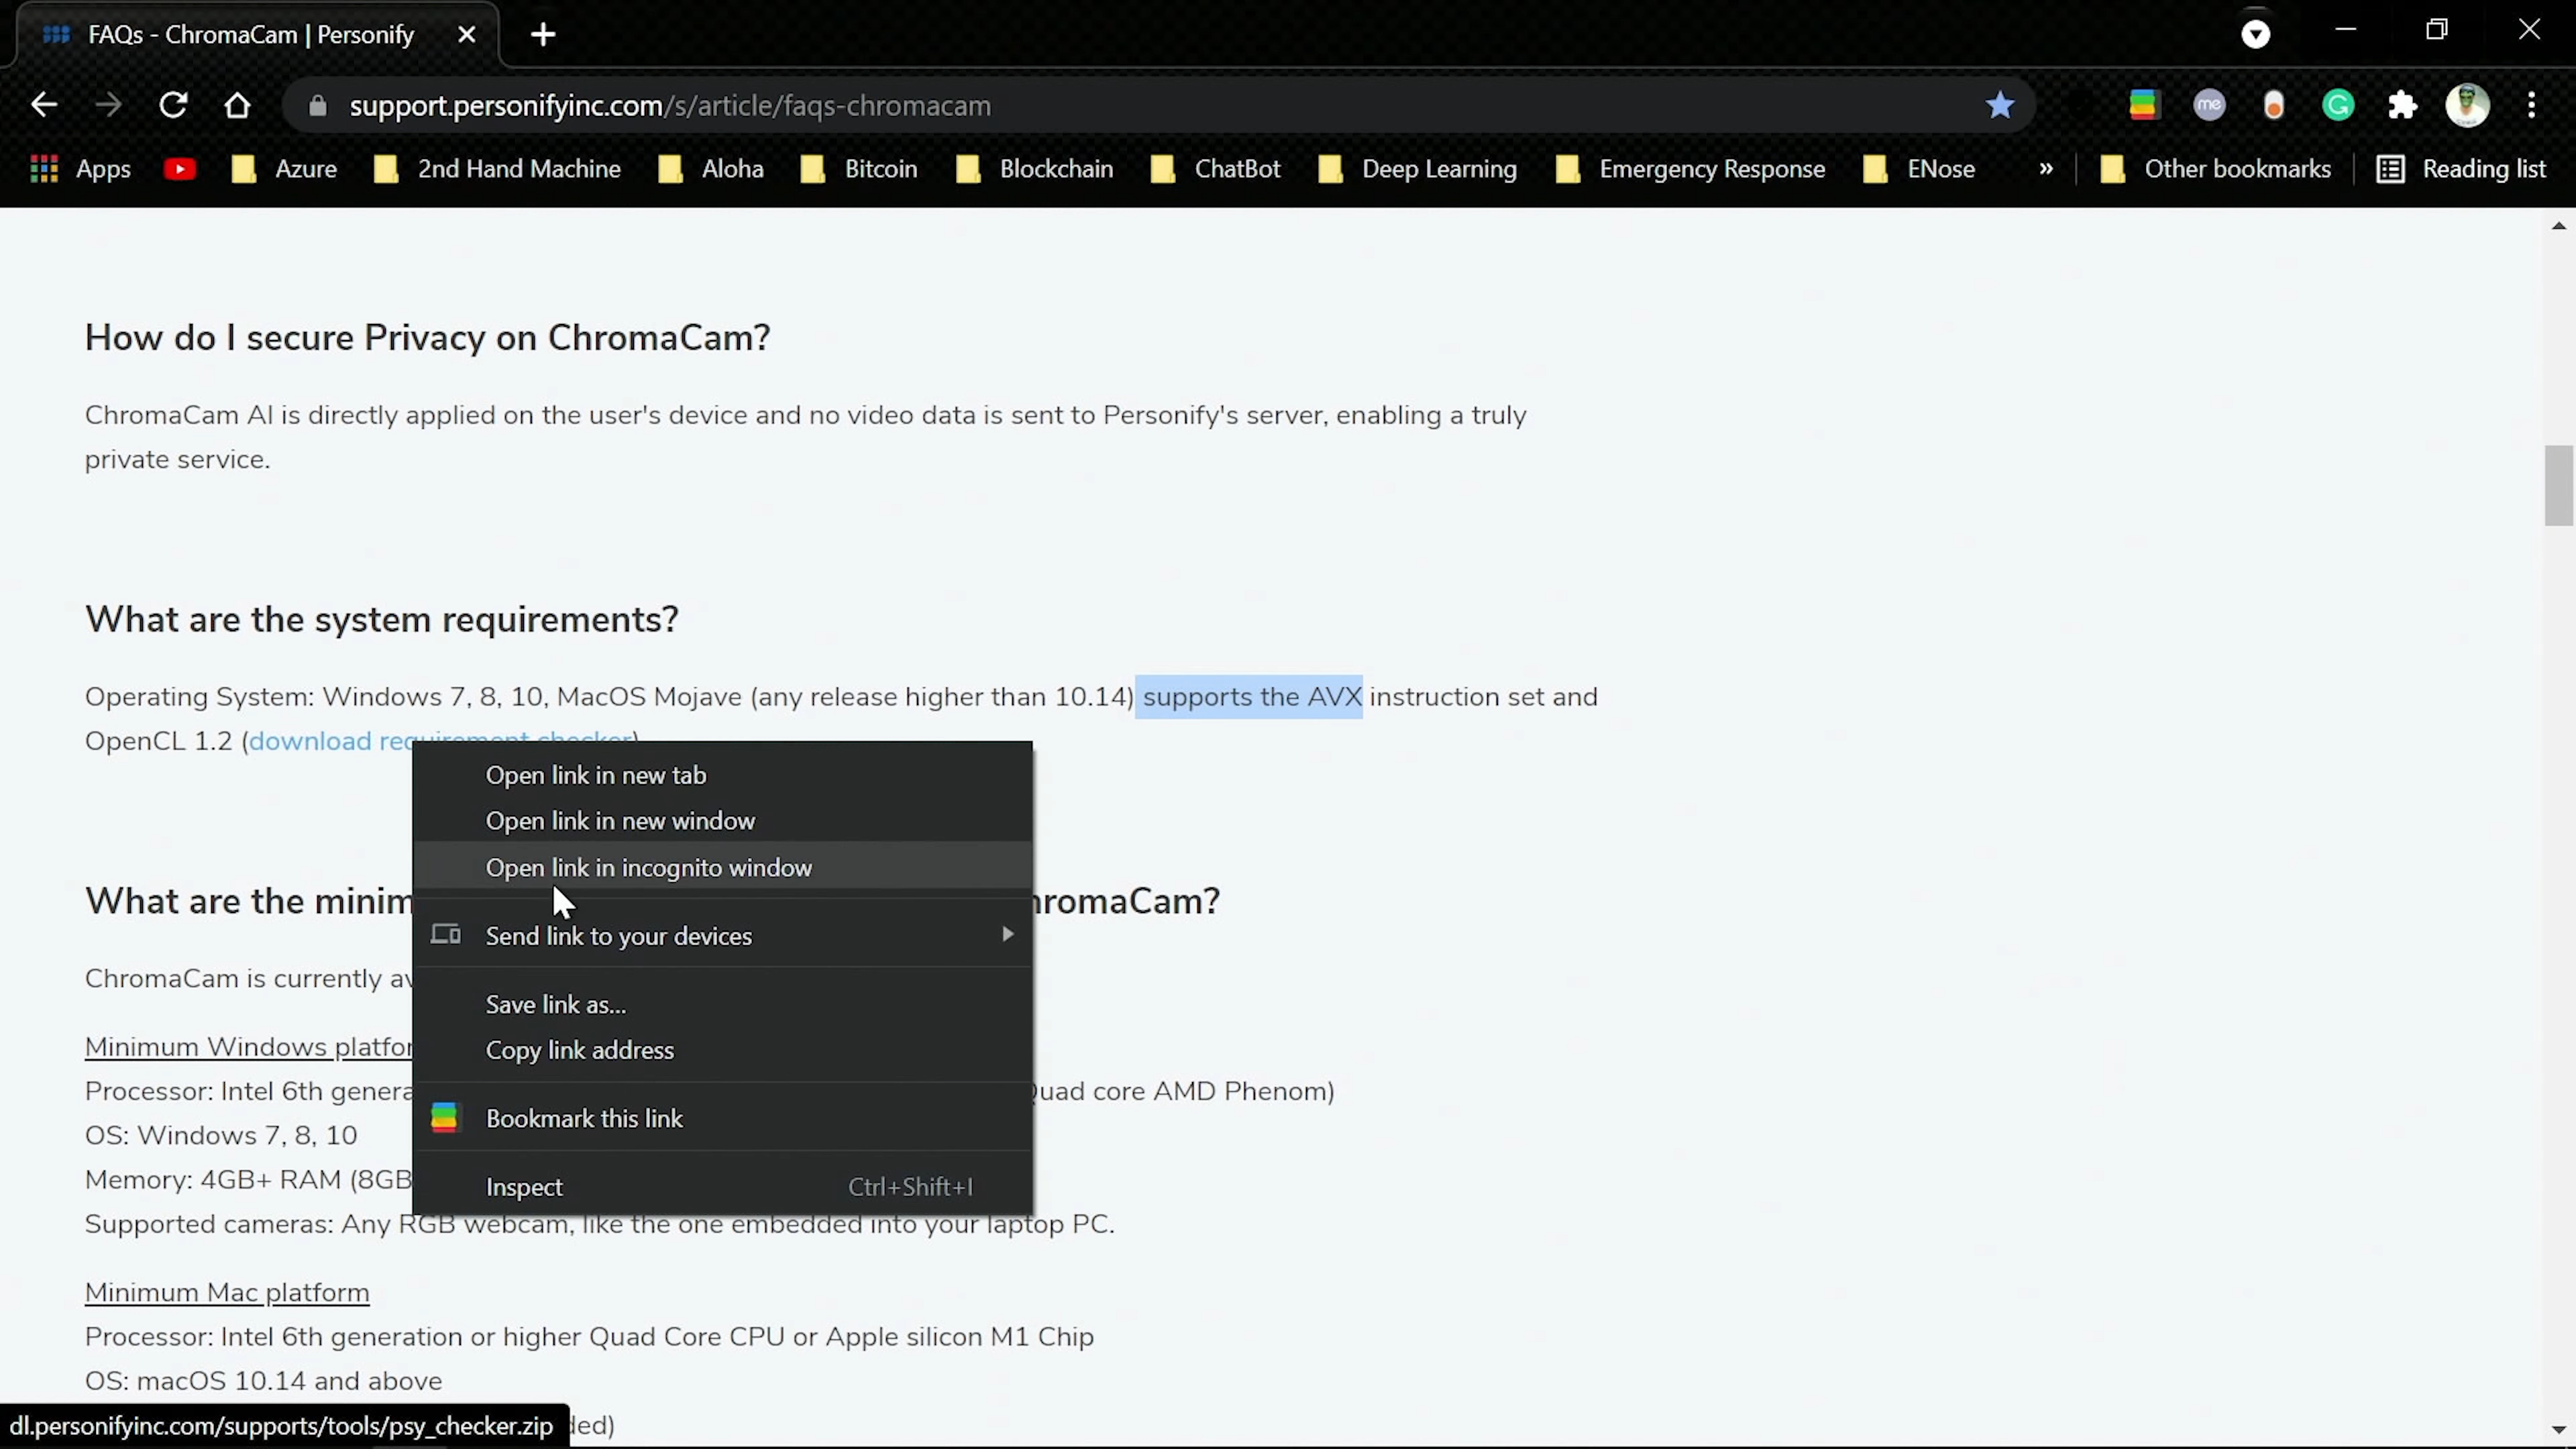 FAQs - ChromaCam | Personify
support.personifyinc.com/s/article/faqs-chromacam
me
Apps Azure 2nd Hand Machine Aloha Bitcoin Blockchain ChatBot Deep Learning Emergency Response ENose » Other bookmarks Reading list
How do I secure Privacy on ChromaCam?
ChromaCam AI is directly applied on the user's device and no video data is sent to Personify's server, enabling a truly
private service.
What are the system requirements?
Operating System: Windows 7, 8, 10, MacOS Mojave (any release higher than 10.14) supports the AVX instruction set and
OpenCL 1.2 (download requirement checker)
Open link in new tab
Open link in new window
Open link in incognito window
What are the minim hromaCam?
Send link to your devices
ChromaCam is currently av
Save link as...
Minimum Windows platfor
Copy link address
Processor: Intel 6th genera Quad core AMD Phenom)
Bookmark this link
OS: Windows 7, 8, 10
Memory: 4GB+ RAM (8GB
Inspect Ctrl+Shift+I
Supported cameras: Any RGB webcam, like the one embedded into your laptop PC.
Minimum Mac platform
Processor: Intel 6th generation or higher Quad Core CPU or Apple silicon M1 Chip
OS: macOS 10.14 and above
dl.personifyinc.com/supports/tools/psy_checker.zip ded)